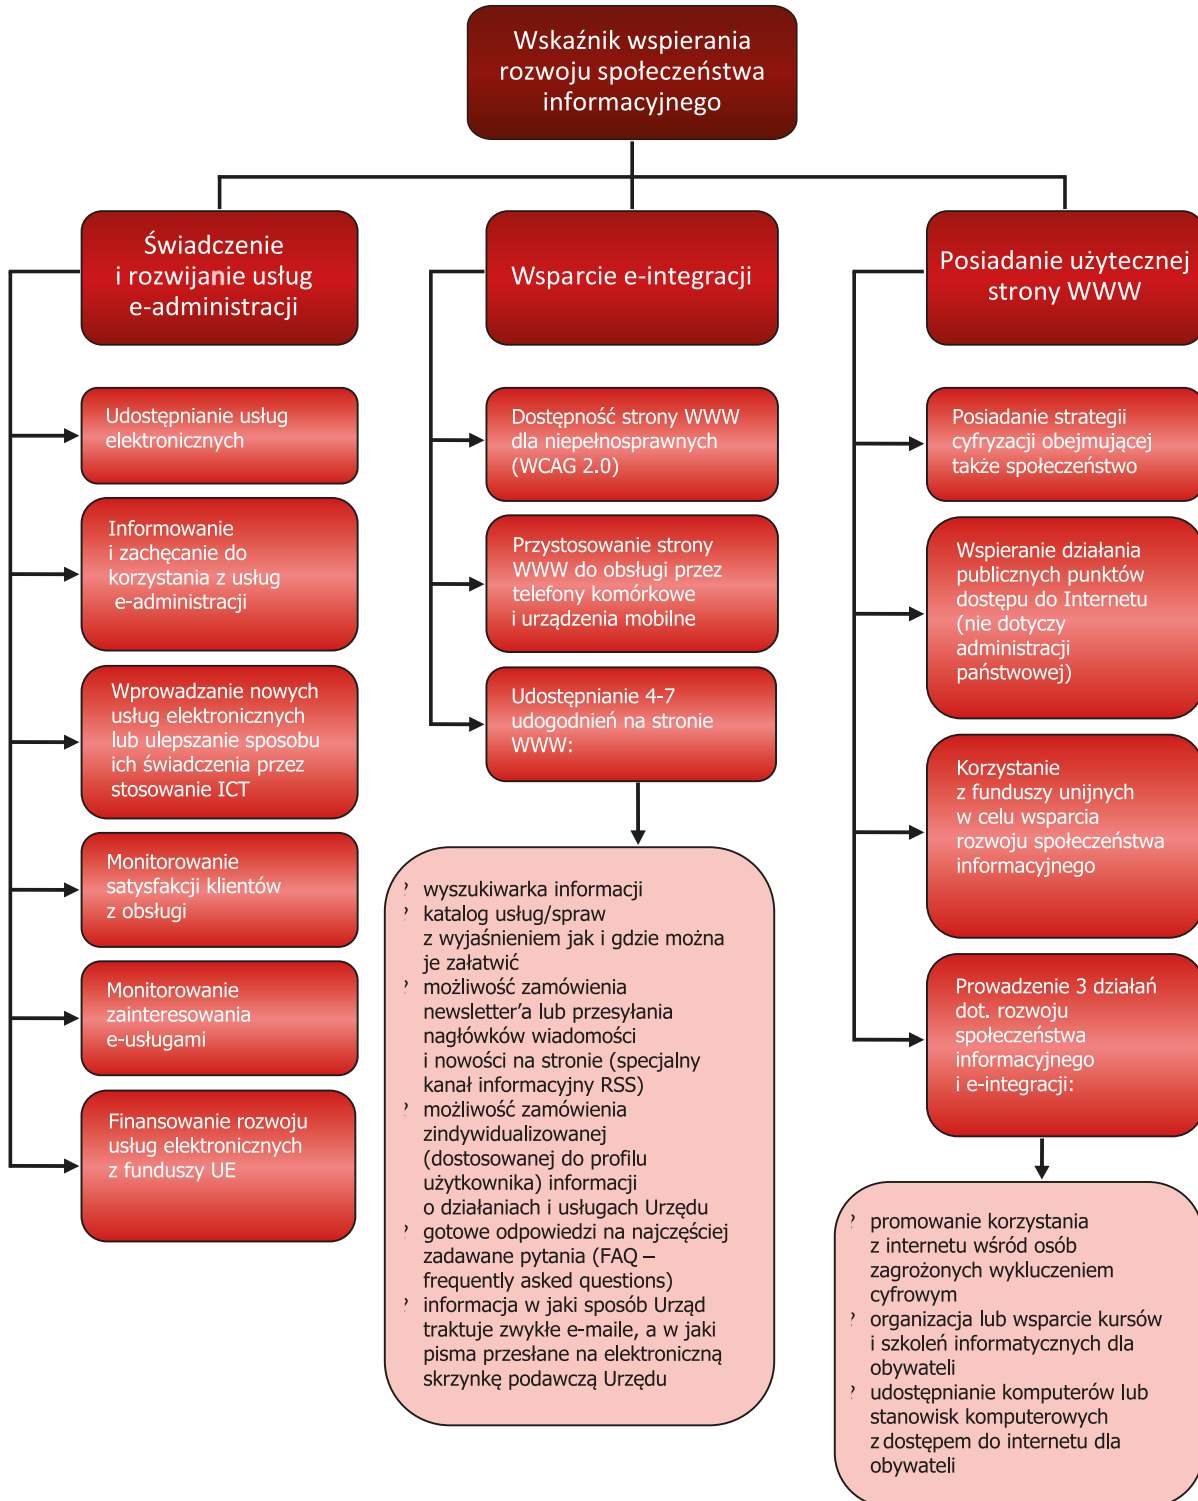 Wskaźnik wspierania
rozwoju społeczeństwa
informacyjnego
Świadczenie
i rozwijanie usług
e-administracji
Udostępnianie usług
elektronicznych
Informowanie
i zachęcanie do
korzystania z usług
e-administracji
Wprowadzanie nowych
usług elektronicznych
lub ulepszanie sposobu
ich świadczenia przez
stosowanie ICT
Monitorowanie
satysfakcji klientów
z obsługi
Monitorowanie
zainteresowania
e-usługami
Finansowanie rozwoju
usług elektronicznych
z funduszy UE
Wsparcie e-integracji
Dostępność strony WWW
dla niepełnosprawnych
(WCAG 2.0)
Przystosowanie strony
WWW do obsługi przez
telefony komórkowe
i urządzenia mobilne
Udostępnianie 4-7
udogodnień na stronie
WWW:
? wyszukiwarka informacji
? katalog usług/spraw
z wyjaśnieniem jak i gdzie można
je załatwić
? możliwość zamówienia
newsletter’a lub przesyłania
nagłówków wiadomości
i nowości na stronie (specjalny
kanał informacyjny RSS)
? możliwość zamówienia
zindywidualizowanej
(dostosowanej do profilu
użytkownika) informacji
o działaniach i usługach Urzędu
? gotowe odpowiedzi na najczęściej
zadawane pytania (FAQ –
frequently asked questions)
? informacja w jaki sposób Urząd
traktuje zwykłe e-maile, a w jaki
pisma przesłane na elektroniczną
skrzynkę podawczą Urzędu
Posiadanie użytecznej
strony WWW
Posiadanie strategii
cyfryzacji obejmującej
także społeczeństwo
Wspieranie działania
publicznych punktów
dostępu do Internetu
(nie dotyczy
administracji
państwowej)
Korzystanie
z funduszy unijnych
w celu wsparcia
rozwoju społeczeństwa
informacyjnego
Prowadzenie 3 działań
dot. rozwoju
społeczeństwa
informacyjnego
i e-integracji:
? promowanie korzystania
z internetu wśród osób
zagrożonych wykluczeniem
cyfrowym
? organizacja lub wsparcie kursów
i szkoleń informatycznych dla
obywateli
? udostępnianie komputerów lub
stanowisk komputerowych
z dostępem do internetu dla
obywateli